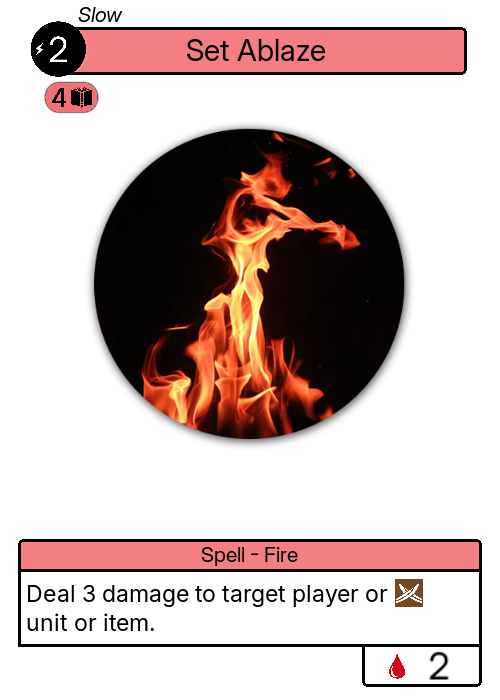 Slow
2
Set Ablaze
4
Spell - Fire
Deal 3 damage to target player or
unit or item.
2